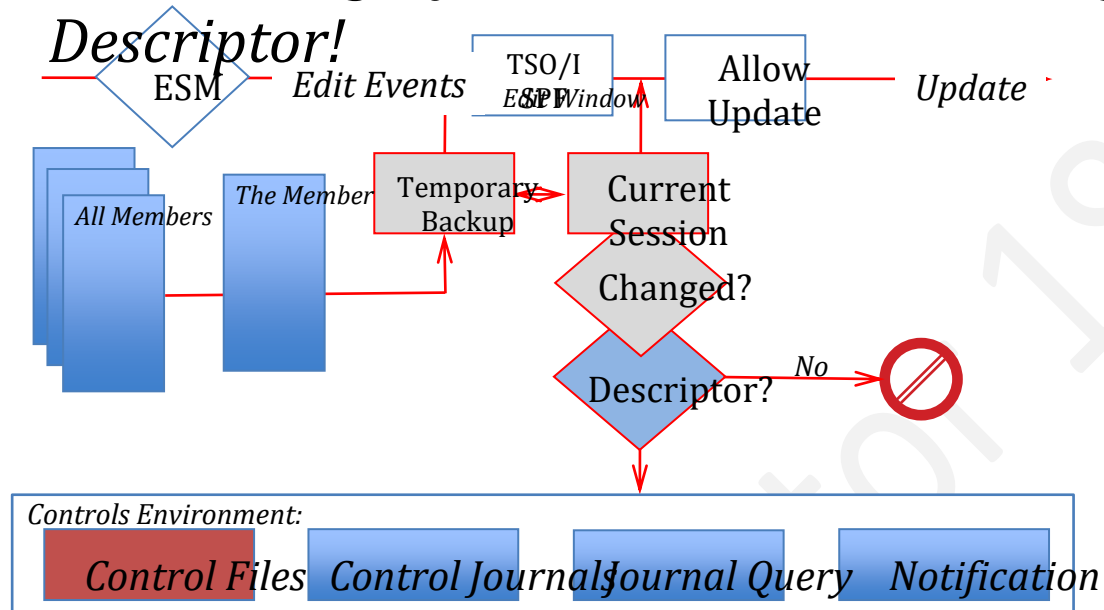 Descriptor!
ESM
Edit Events
TSO/I
SPF
Edit Window
Allow
Update
Update
All Members
The Member
Temporary
Backup
Current
Session
Changed?
Descriptor?
No
Controls Environment:
Control Files
Control Journals
Journal Query
Notification